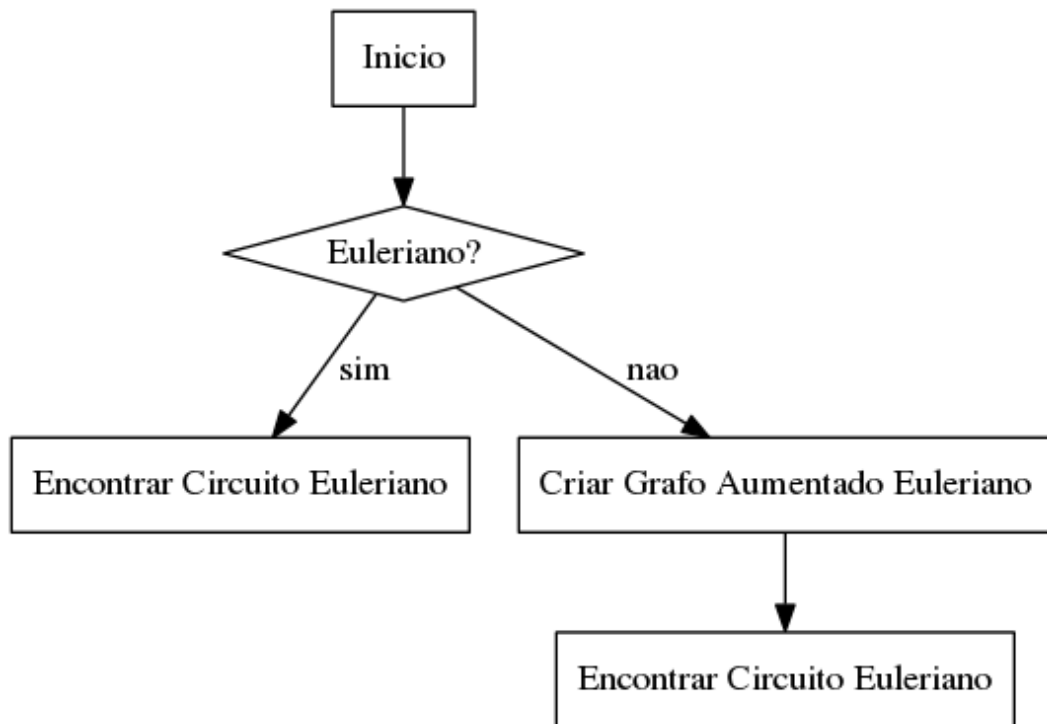 Inicio
Euleriano?
sim
nao
Encontrar Circuito Euleriano
Criar Grafo Aumentado Euleriano
Encontrar Circuito Euleriano